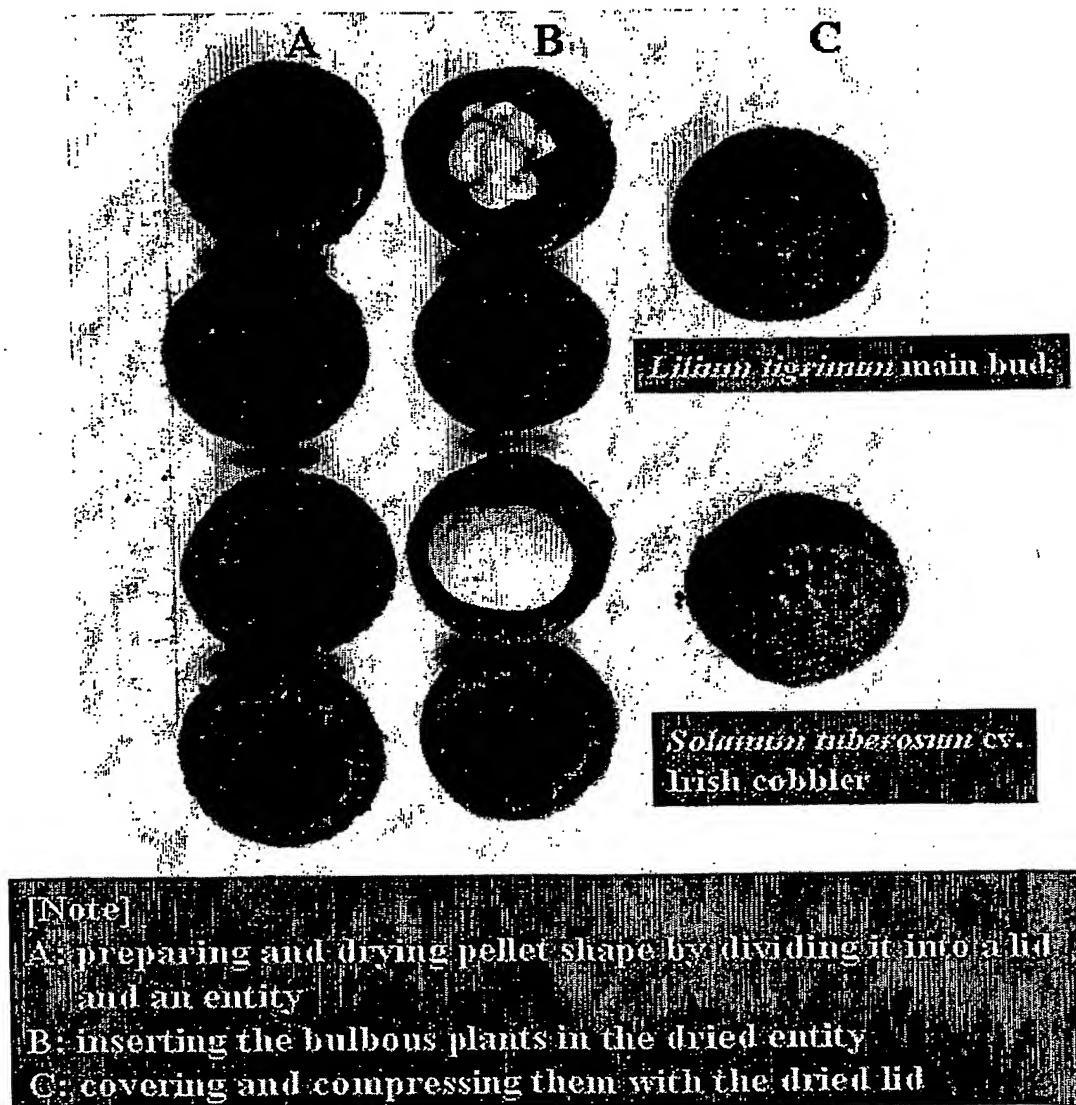 A B C
Lilium tigrinum main bud.
Solanum tuberosum cv.
Irish cobbler
[Note]
A: preparing and drying pellet shape by dividing it into a lid
and an entity
B: inserting the bulbous plants in the dried entity
C: covering and compressing them with the dried lid